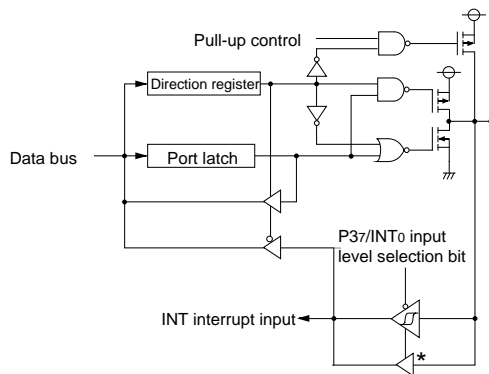 Pull-up control
Direction register
Data bus
Port latch
P37/INT0 input
level selection bit
INT interrupt input
*